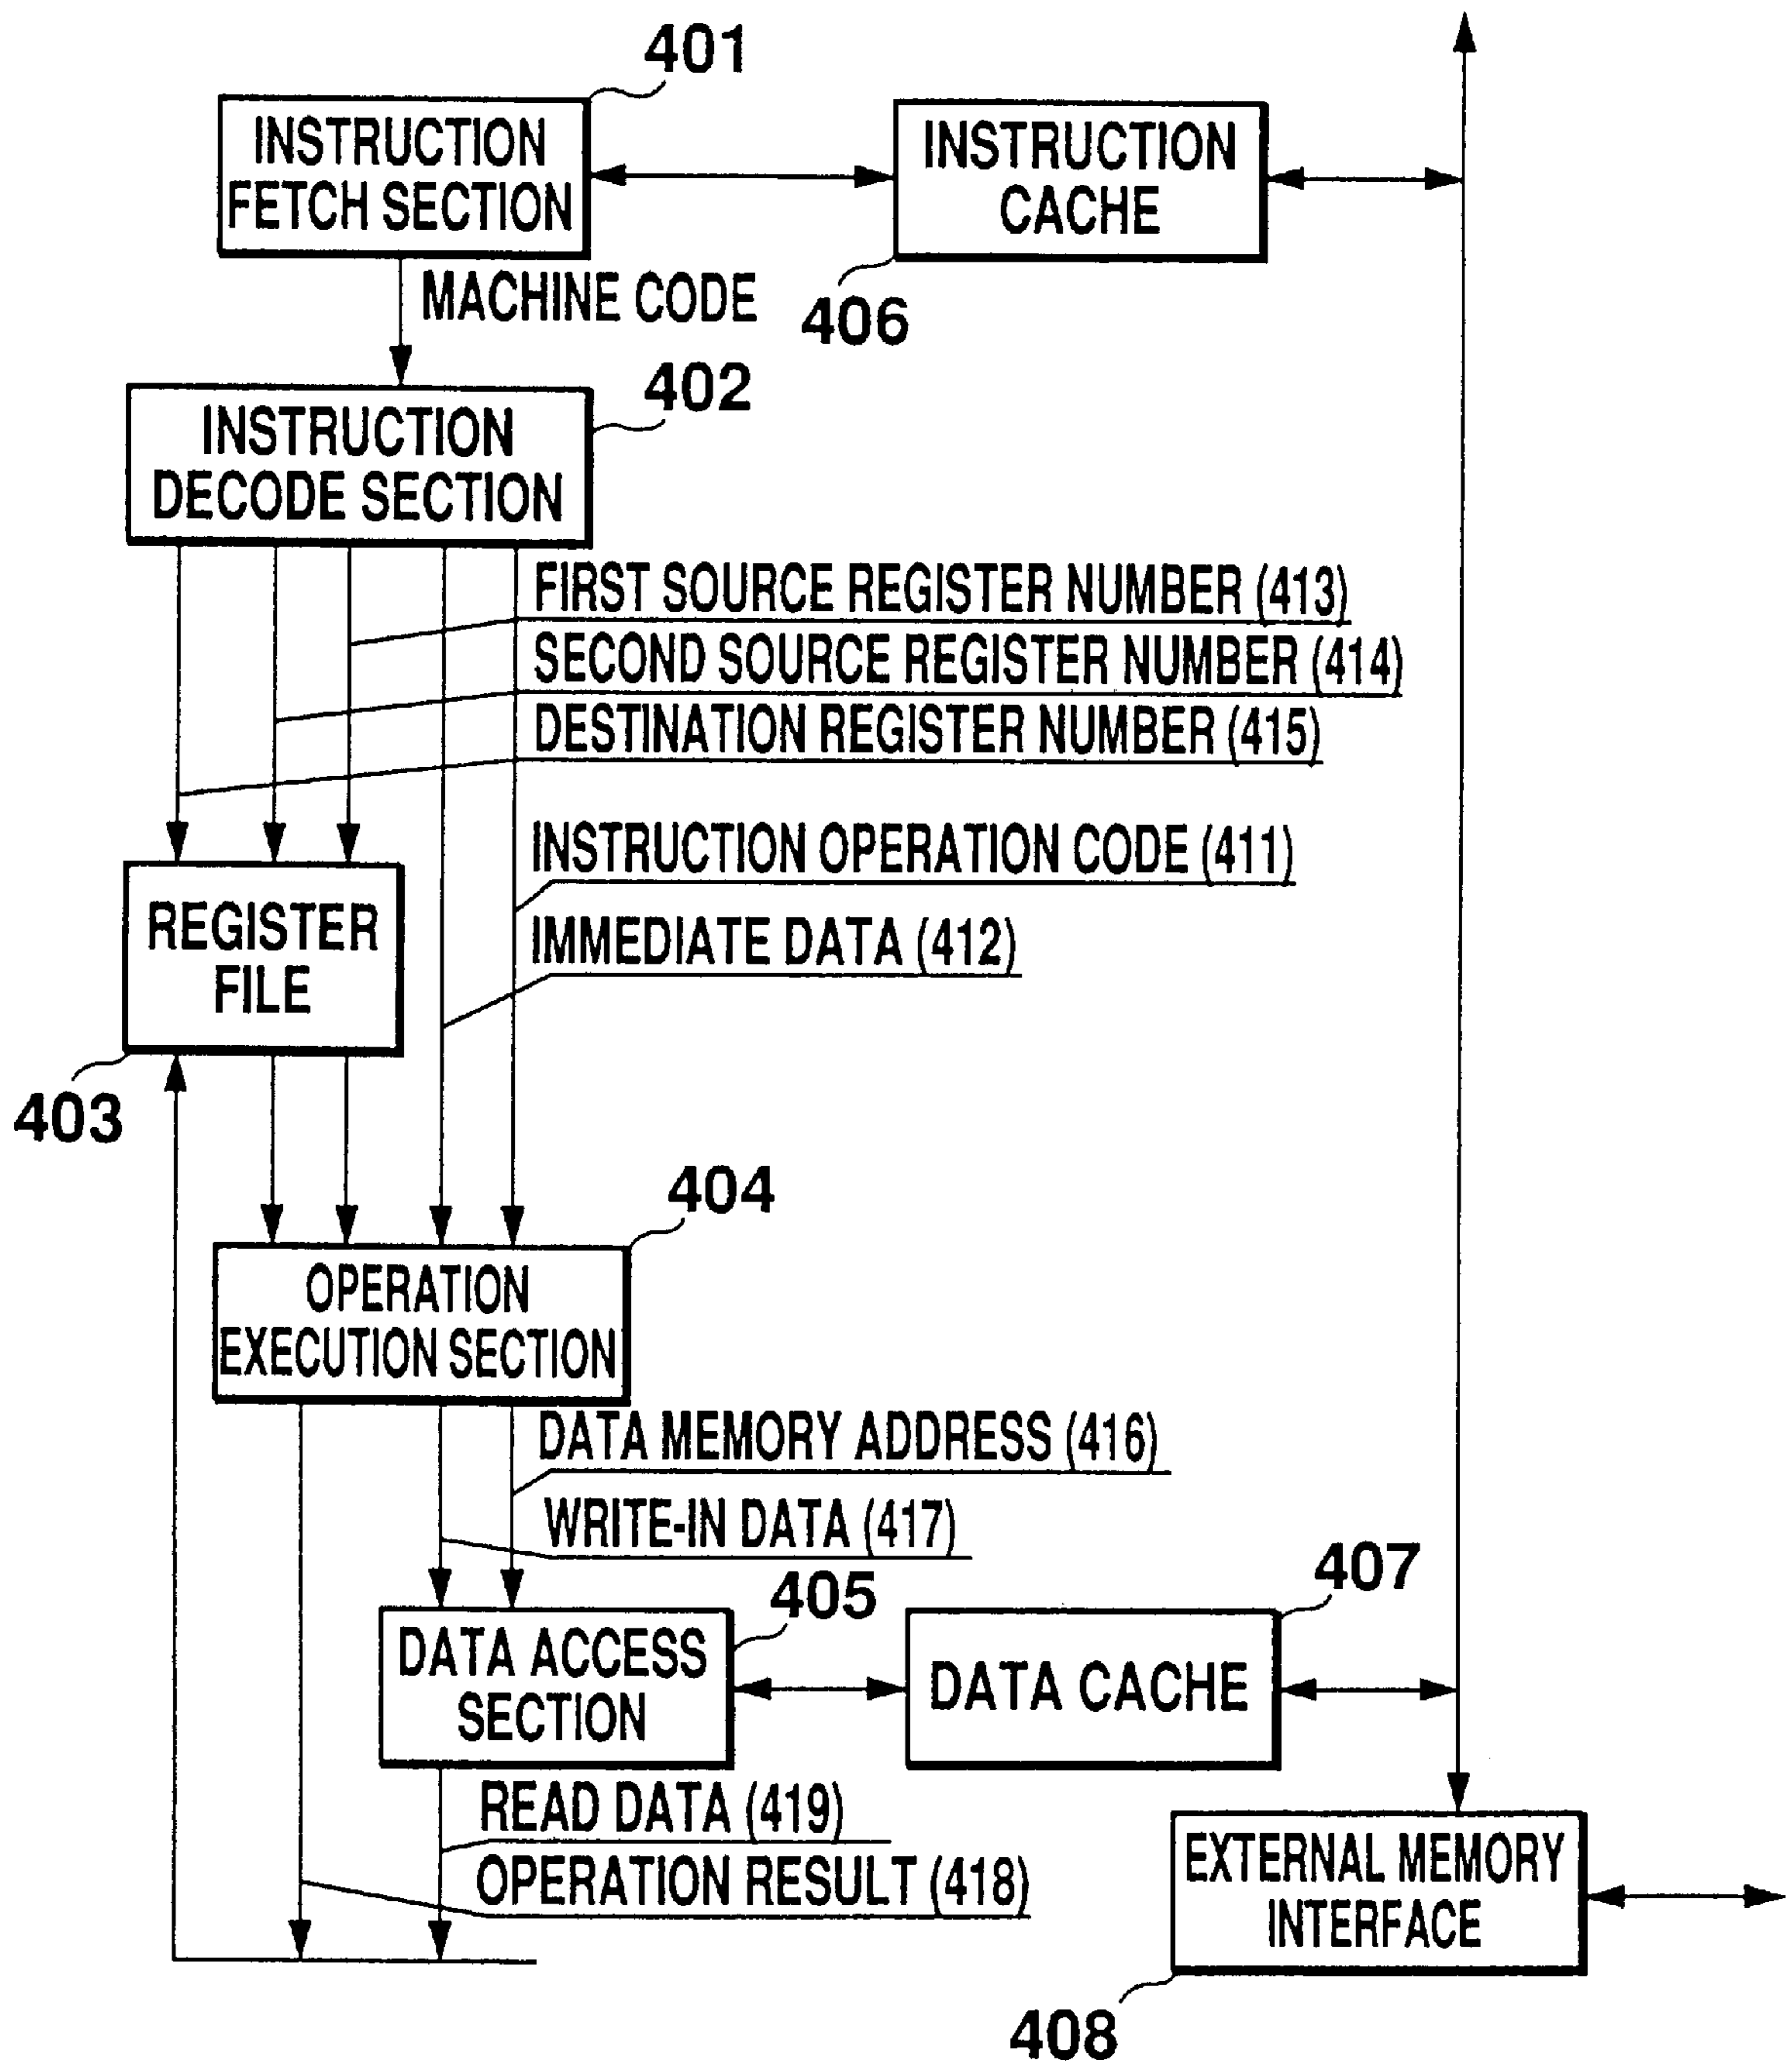 401
INSTRUCTION
FETCH SECTION
INSTRUCTION
CACHE
MACHINE CODE
406
402
INSTRUCTION
DECODE SECTION
FIRST SOURCE REGISTER NUMBER (413)
SECOND SOURCE REGISTER NUMBER (414)
DESTINATION REGISTER NUMBER (415)
INSTRUCTION OPERATION CODE (411)
REGISTER
FILE
IMMEDIATE DATA (412)
403
404
OPERATION
EXECUTION SECTION
DATA MEMORY ADDRESS (416)
WRITE-IN DATA (417)
407
405
DATA ACCESS
SECTION
DATA CACHE
READ DATA (419)
OPERATION RESULT (418)
EXTERNAL MEMORY
INTERFACE
408